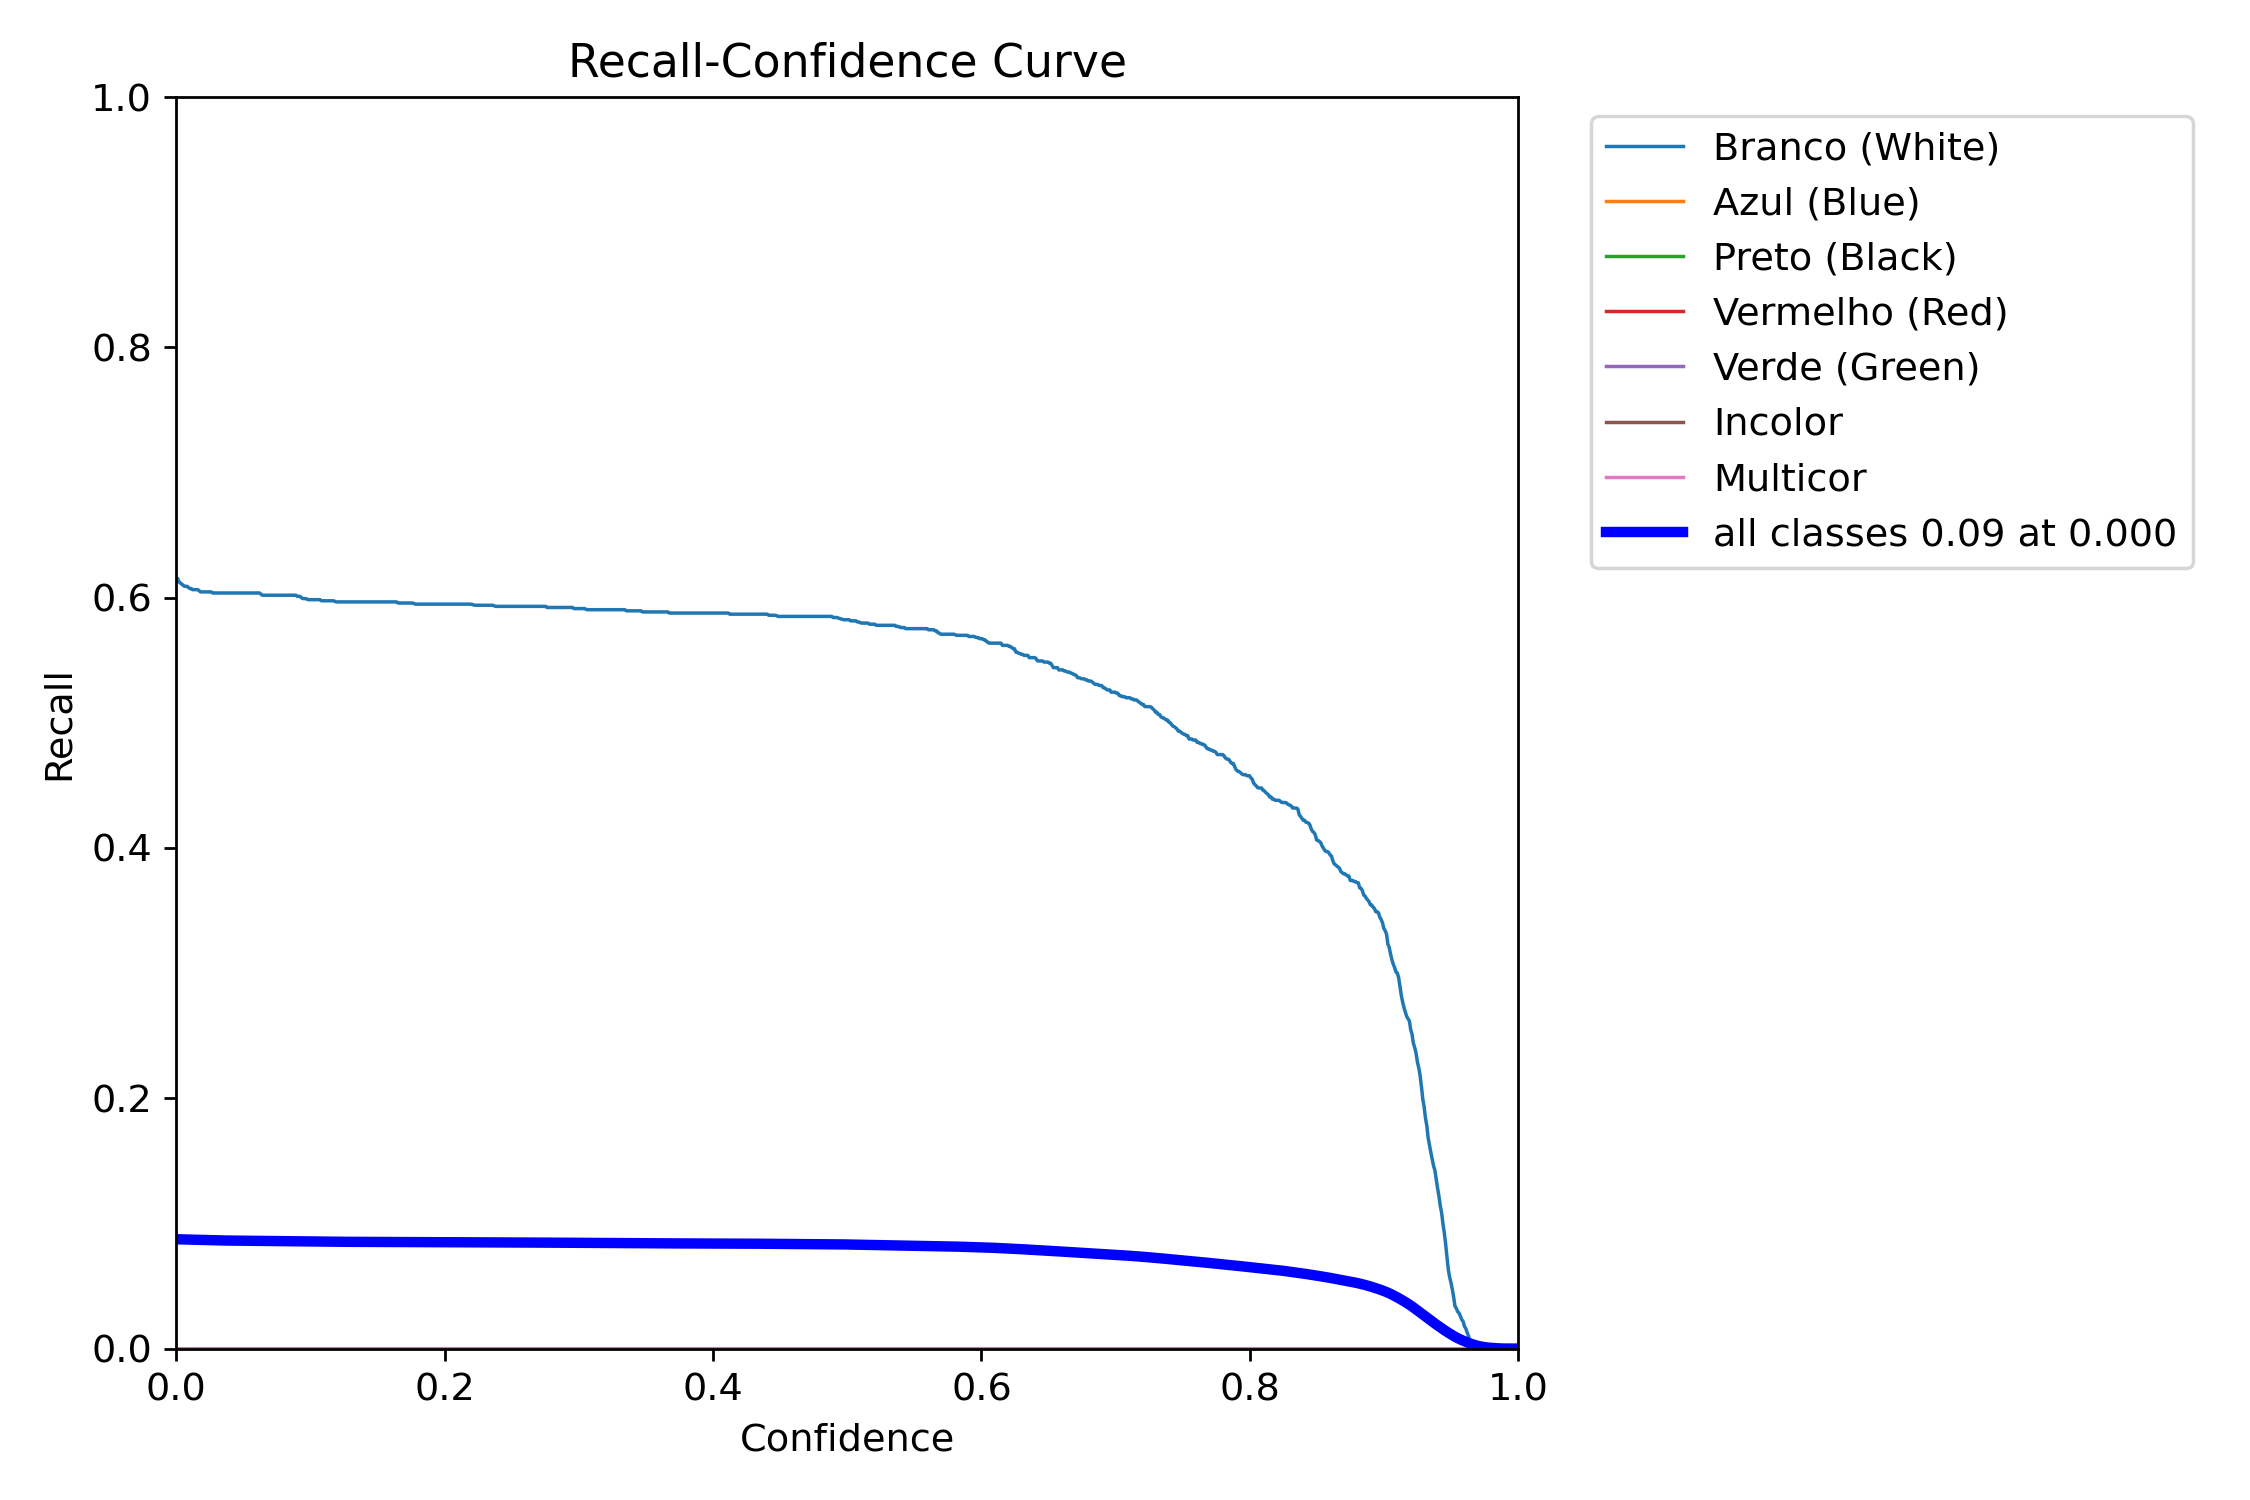 Recall-Confidence Curve
1.0
0.8
0.6
0.4
0.2
0.0
Recall
0.0 0.2 0.4 0.6 0.8 1.0
Confidence
Branco (White)
Azul (Blue)
Preto (Black)
Vermelho (Red)
Verde (Green)
Incolor
Multicor
all classes 0.09 at 0.000